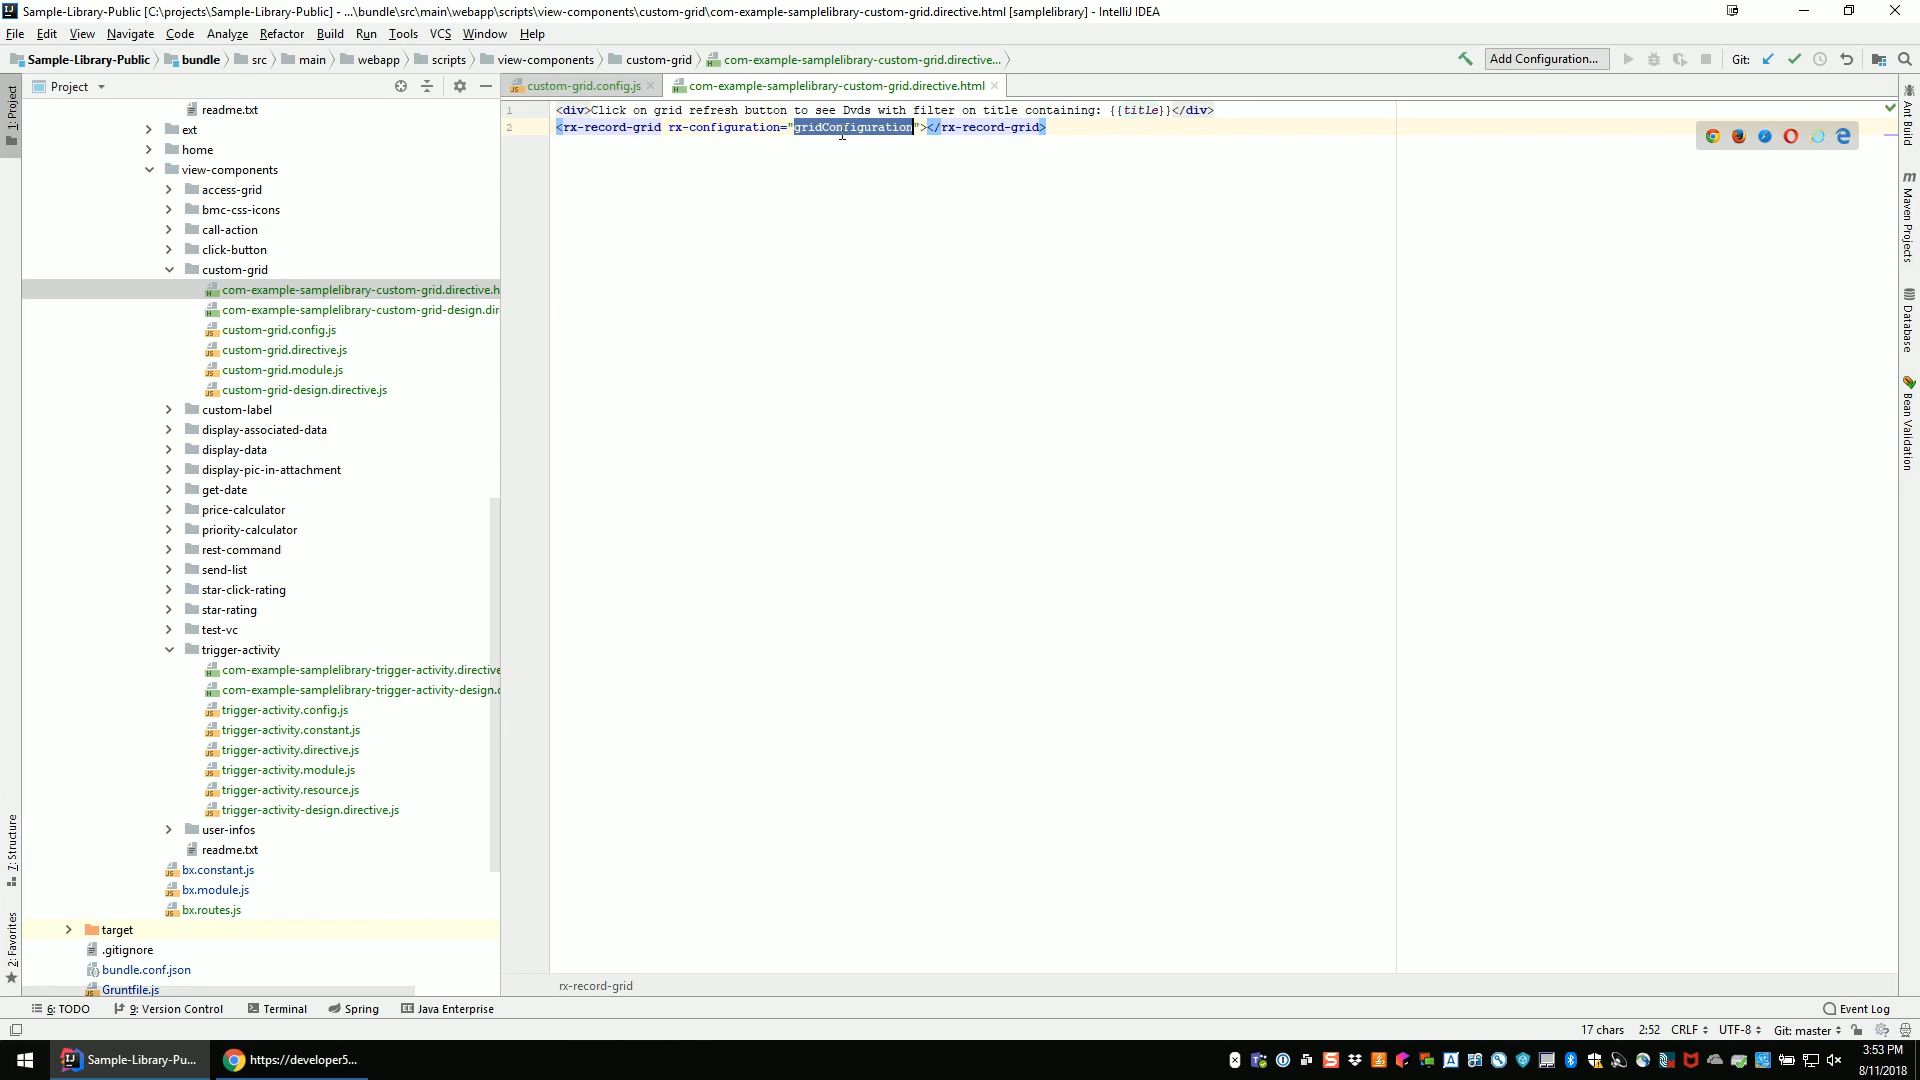 Sample-Library-Public [C:\projects\Sample-Library-Public] - ...\bundle\src\main\webapp\scripts\view-components\custom-grid\com-example-samplelibrary-custom-grid.directive.html [samplelibrary] - IntelliJ IDEA
File Edit View Navigate Code Analyze Refactor Build Run Tools VCS Window Help
Sample-Library-Public bundle src main webapp scripts view-components custom-grid com-example-samplelibrary-custom-grid.directive... Add Configuration... Git:
Project custom-grid.config.js com-example-samplelibrary-custom-grid.directive.html
1 <div>Click on grid refresh button to see Dvds with filter on title containing: {{title}}</div>
2 <rx-record-grid rx-configuration="gridConfiguration"></rx-record-grid>
readme.txt
ext
home
view-components
access-grid
bmc-css-icons
call-action
click-button
custom-grid
com-example-samplelibrary-custom-grid.directive.h
com-example-samplelibrary-custom-grid-design.dir
custom-grid.config.js
custom-grid.directive.js
custom-grid.module.js
custom-grid-design.directive.js
custom-label
display-associated-data
display-data
display-pic-in-attachment
get-date
price-calculator
priority-calculator
rest-command
send-list
star-click-rating
star-rating
test-vc
trigger-activity
com-example-samplelibrary-trigger-activity.directive
com-example-samplelibrary-trigger-activity-design.c
trigger-activity.config.js
trigger-activity.constant.js
trigger-activity.directive.js
trigger-activity.module.js
trigger-activity.resource.js
trigger-activity-design.directive.js
user-infos
readme.txt
bx.constant.js
bx.module.js
bx.routes.js
target
.gitignore
bundle.conf.json
Gruntfile.js
1: Project
7: Structure
2: Favorites
Ant Build
Maven Projects
Database
Bean Validation
rx-record-grid
6: TODO 9: Version Control Terminal Spring Java Enterprise Event Log
17 chars 2:52 CRLF UTF-8 Git: master
Sample-Library-Pu... https://developer5...
3:53 PM
8/11/2018